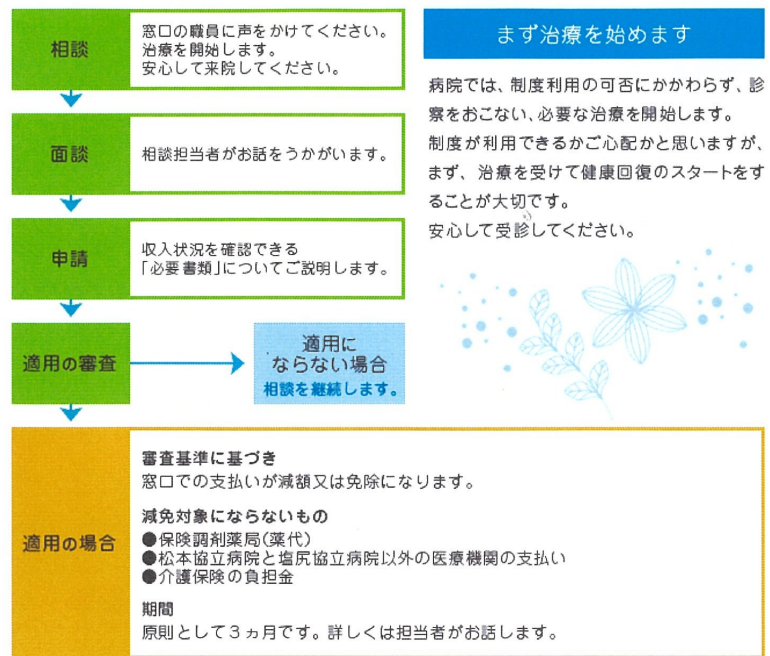 相談
窓口の職員に声をかけてください。
治療を開始します。
安心して来院してください。
面談
相談担当者がお話をうかがいます。
申請
収入状況を確認できる
「必要書類」についてご説明します。
適用の審査
適用に
ならない場合
相談を継続します。
適用の場合
審査基準に基づき
窓口での支払いが減額又は免除になります。
減免対象にならないもの
●保険調剤薬局(薬代)
●松本協立病院と塩尻協立病院以外の医療機関の支払い
●介護保険の負担金
期間
原則として3ヵ月です。詳しくは担当者がお話します。
まず治療を始めます
病院では、制度利用の可否にかかわらず、診
察をおこない、必要な治療を開始します。
制度が利用できるかご心配かと思いますが、
まず、治療を受けて健康回復のスタートをす
ることが大切です。
安心して受診してください。